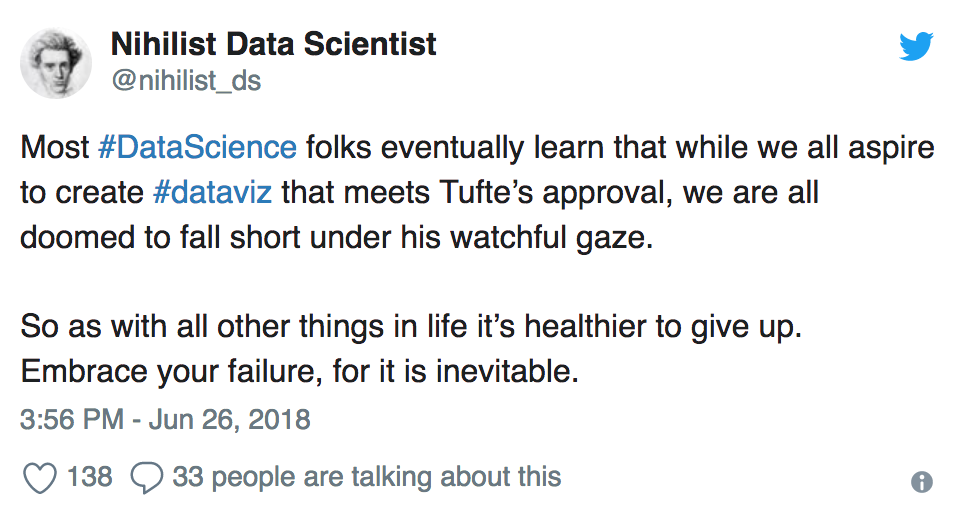 Nihilist Data Scientist
@nihilist_ds
Most #DataScience folks eventually learn that while we all aspire
to create #dataviz that meets Tufte’s approval, we are all
doomed to fall short under his watchful gaze.
So as with all other things in life it’s healthier to give up.
Embrace your failure, for it is inevitable.
3:56 PM - Jun 26, 2018
138 33 people are talking about this